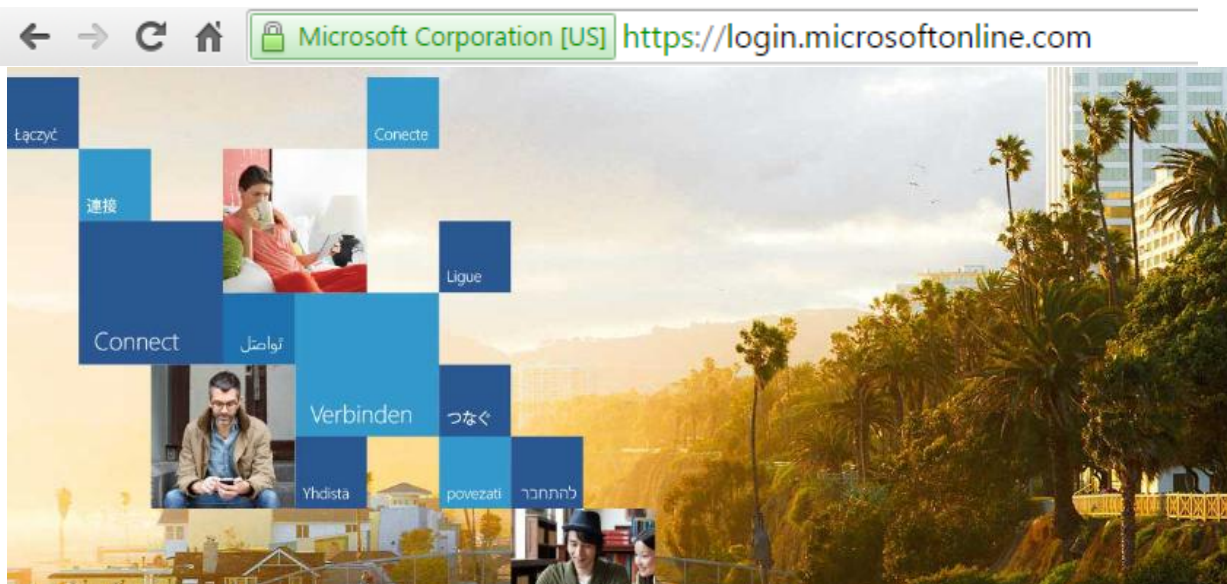 Microsoft Corporation [US] https://login.microsoftonline.com
Łączyć
Conecte
連接
Ligue
Connect
تواصَل
Verbinden
つなぐ
Yhdistä
povezati
להתחבר